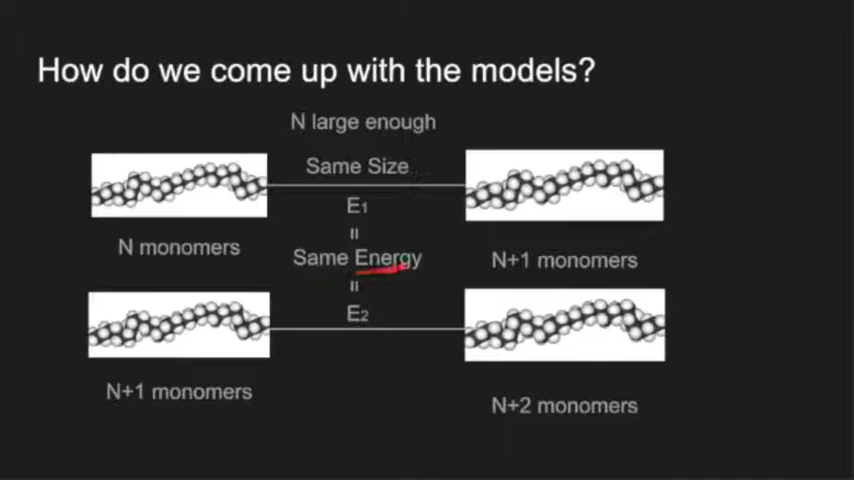 How do we come up with the models?
N large enough
Same Size
E1
=
N monomers
Same Energy
N+1 monomers
=
E2
N+1 monomers
N+2 monomers